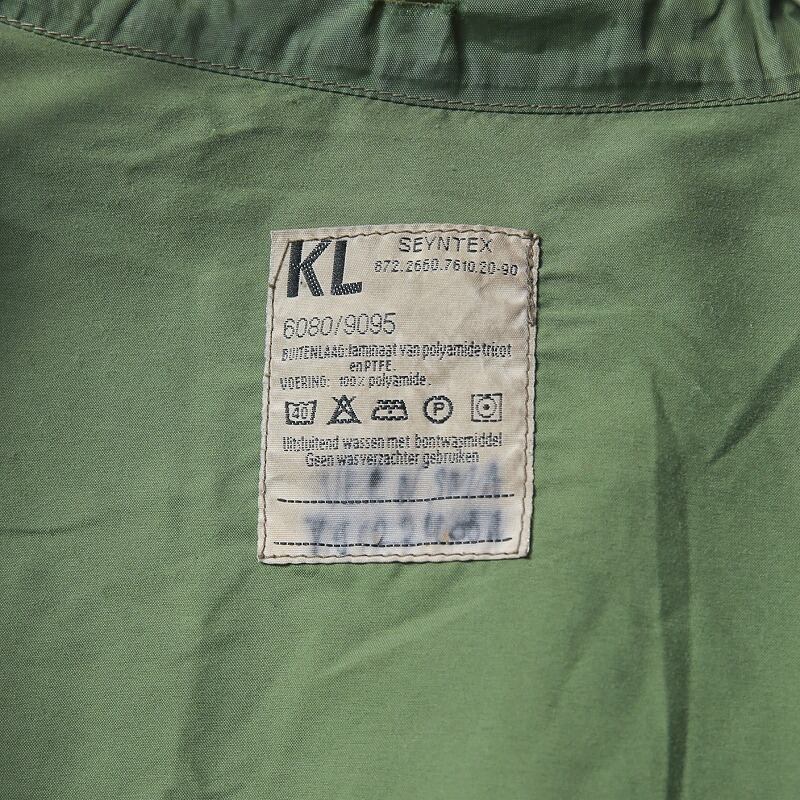 KL SEYNTEX
872.2660.7610.20-90
6080/9095
BUITENLAAG:laminaat van polyamide tricot
en PTFE.
VOERING: 100% polyamide.
40 P
Uitsluitend wassen met bontwasmiddel
Geen wasverzachter gebruiken